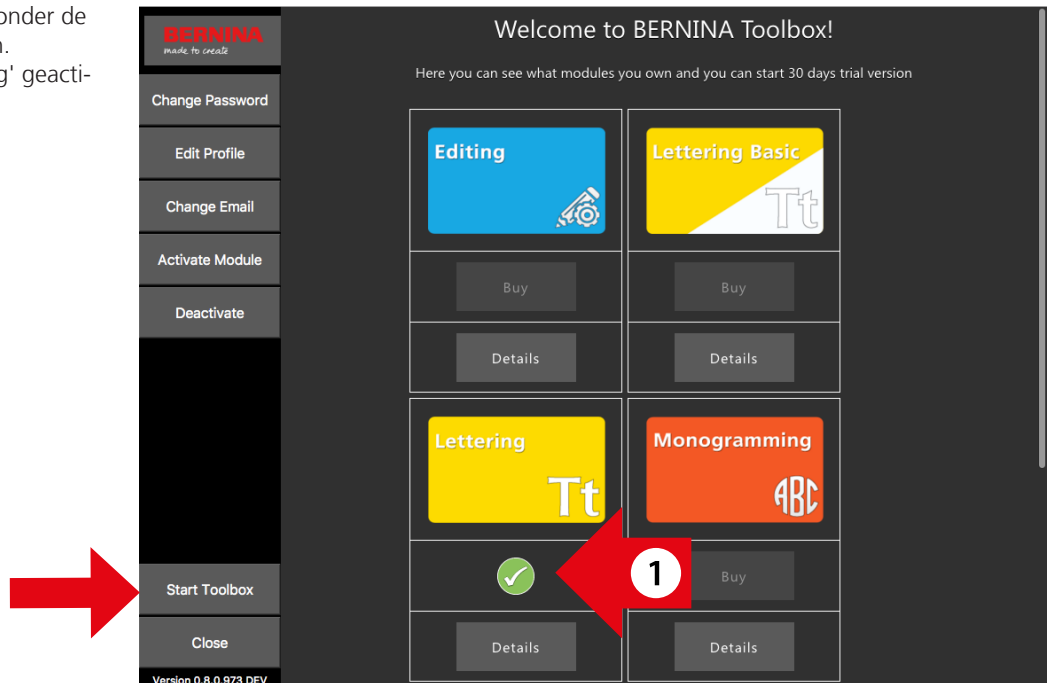 onder de
n.
g' geacti-
BERNINA
made to create
Change Password
Edit Profile
Change Email
Activate Module
Deactivate
Start Toolbox
Close
Version 0.8.0.973 DEV
Welcome to BERNINA Toolbox!
Here you can see what modules you own and you can start 30 days trial version
Editing
Lettering Basic
Tt
Buy
Buy
Details
Details
Lettering
Tt
Monogramming
ABC
1
Buy
Details
Details